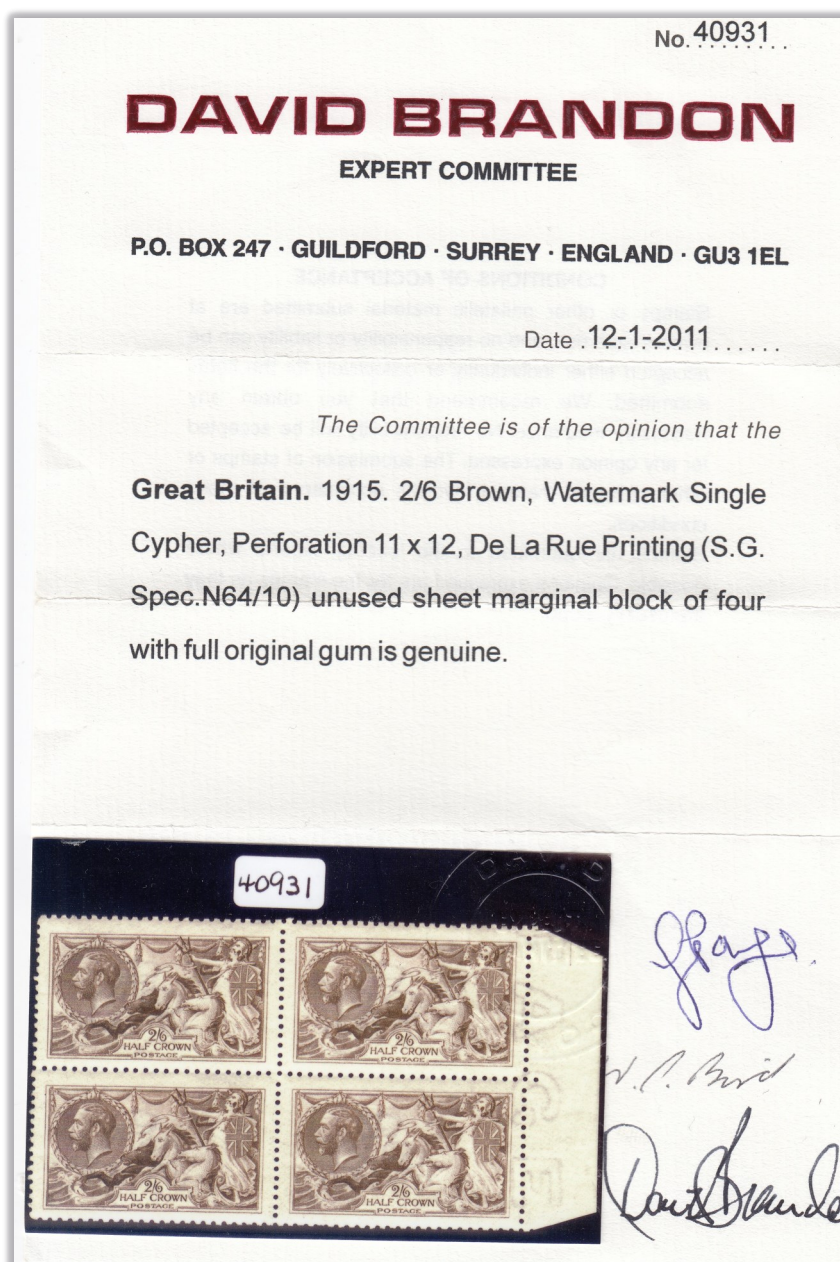 No. 40931
DAVID BRANDON
EXPERT COMMITTEE
P.O. BOX 247 · GUILDFORD · SURREY · ENGLAND · GU3 1EL
Date 12-1-2011
The Committee is of the opinion that the
Great Britain. 1915. 2/6 Brown, Watermark Single
Cypher, Perforation 11 x 12, De La Rue Printing (S.G.
Spec.N64/10) unused sheet marginal block of four
with full original gum is genuine.
40931
2/6
HALF CROWN
POSTAGE
2/6
HALF CROWN
POSTAGE
2/6
HALF CROWN
POSTAGE
2/6
HALF CROWN
POSTAGE